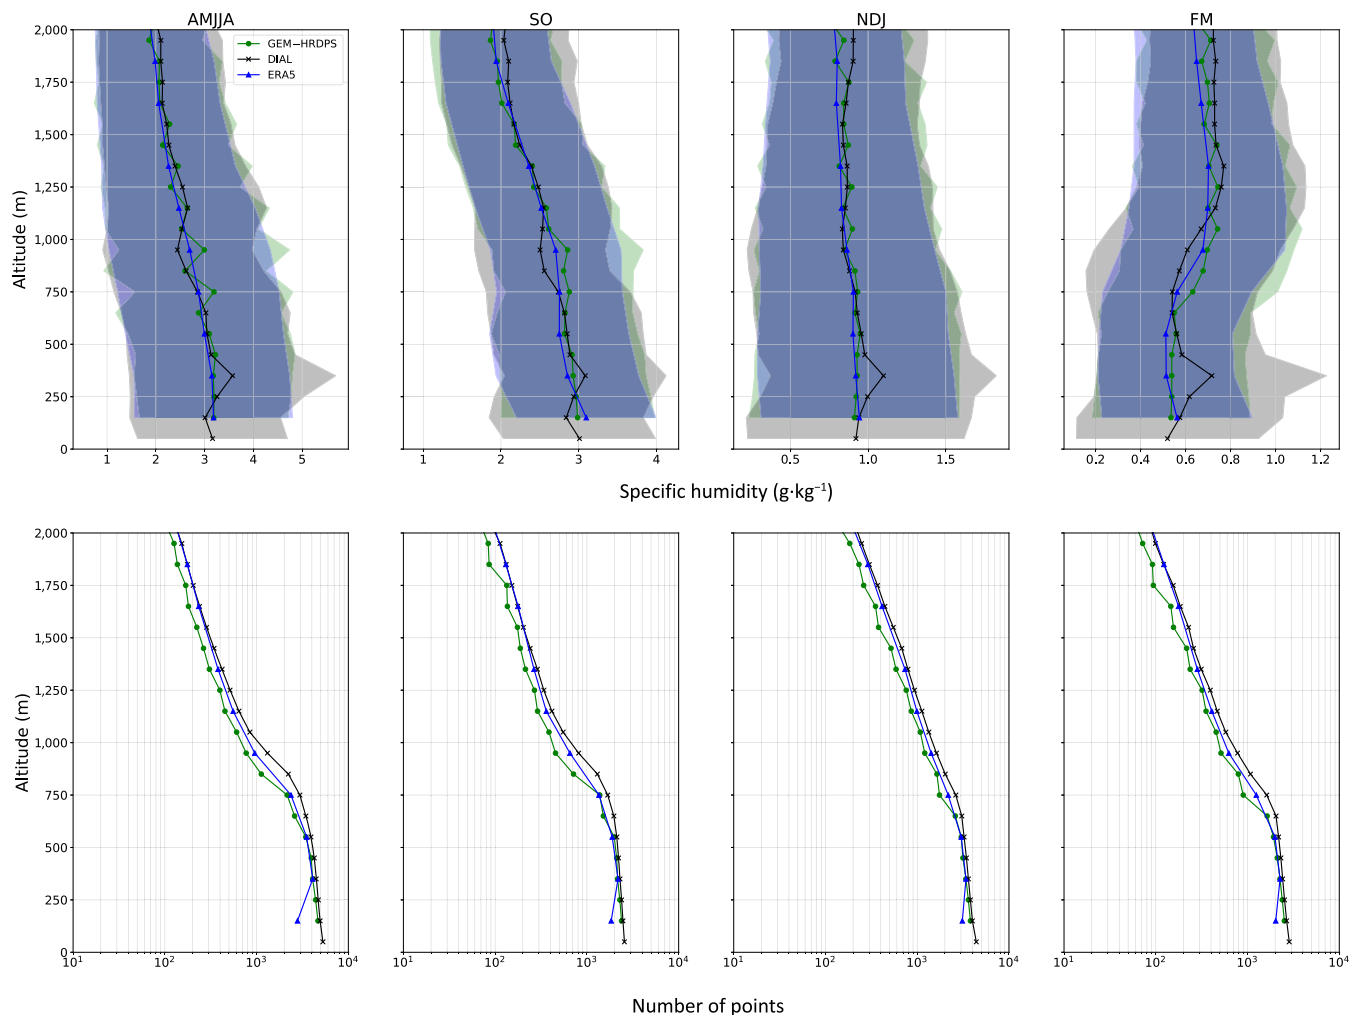 AMJJA SO NDJ FM
2,000
1,750
1,500
1,250
1,000
750
500
250
0
Altitude (m)
GEM−HRDPS
DIAL
ERA5
1 2 3 4 5 1 2 3 4 0.5 1.0 1.5 0.2 0.4 0.6 0.8 1.0 1.2
Specific humidity (g·kg⁻¹)
2,000
1,750
1,500
1,250
1,000
750
500
250
0
Altitude (m)
10¹ 10² 10³ 10⁴ 10¹ 10² 10³ 10⁴ 10¹ 10² 10³ 10⁴ 10¹ 10² 10³ 10⁴
Number of points